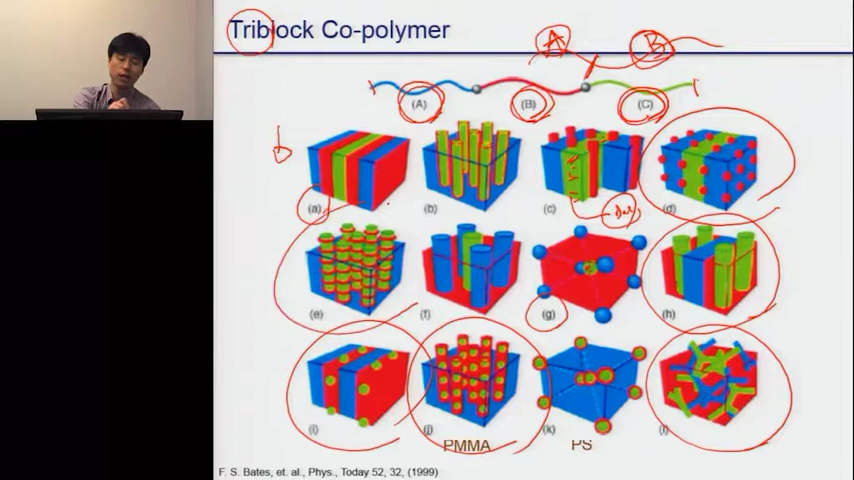 Triblock Co-polymer
A B
(A) (B) (C)
(a) (b) (c) (d)
(e) (f) (g) (h)
(i) (j) (k) (l)
PMMA PS
F. S. Bates, et. al., Phys., Today 52, 32, (1999)